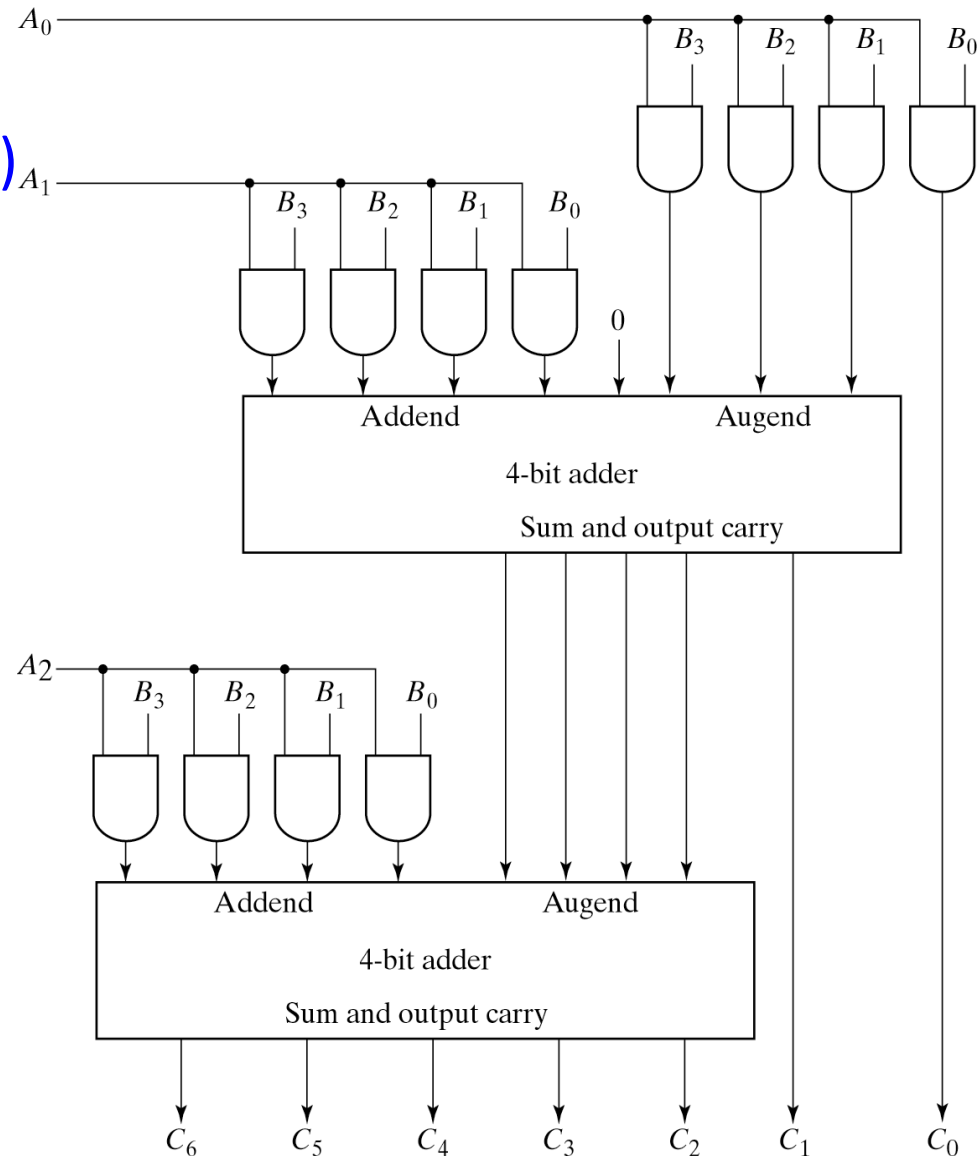 A₀
B₃ B₂ B₁ B₀
) A₁
B₃ B₂ B₁ B₀
0
Addend Augend
4-bit adder
Sum and output carry
A₂
B₃ B₂ B₁ B₀
Addend Augend
4-bit adder
Sum and output carry
C₆ C₅ C₄ C₃ C₂ C₁ C₀